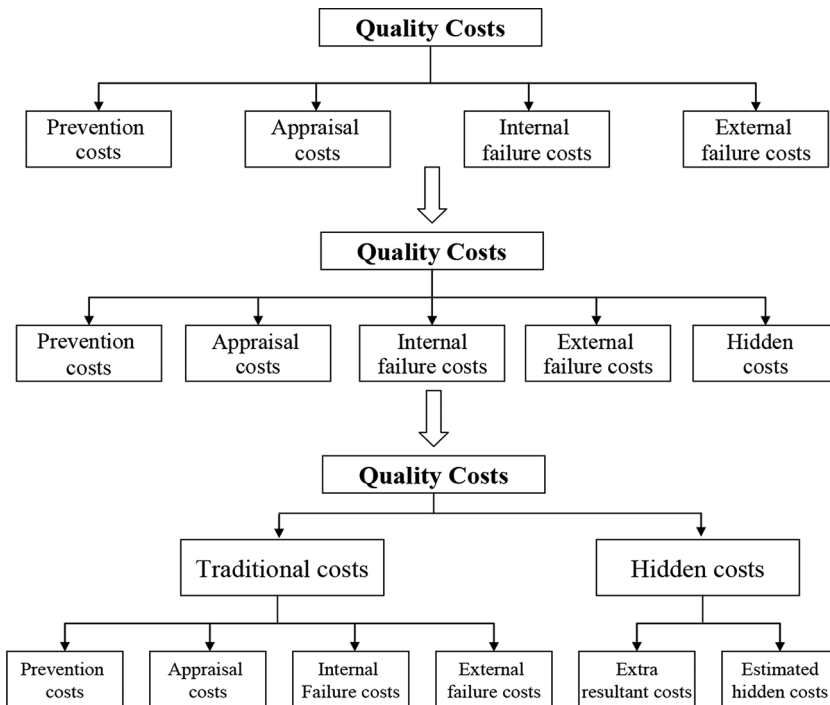 Quality Costs
Prevention
costs
Appraisal
costs
Internal
failure costs
External
failure costs
Quality Costs
Prevention
costs
Appraisal
costs
Internal
failure costs
External
failure costs
Hidden
costs
Quality Costs
Traditional costs
Hidden costs
Prevention
costs
Appraisal
costs
Internal
Failure costs
External
failure costs
Extra
resultant costs
Estimated
hidden costs